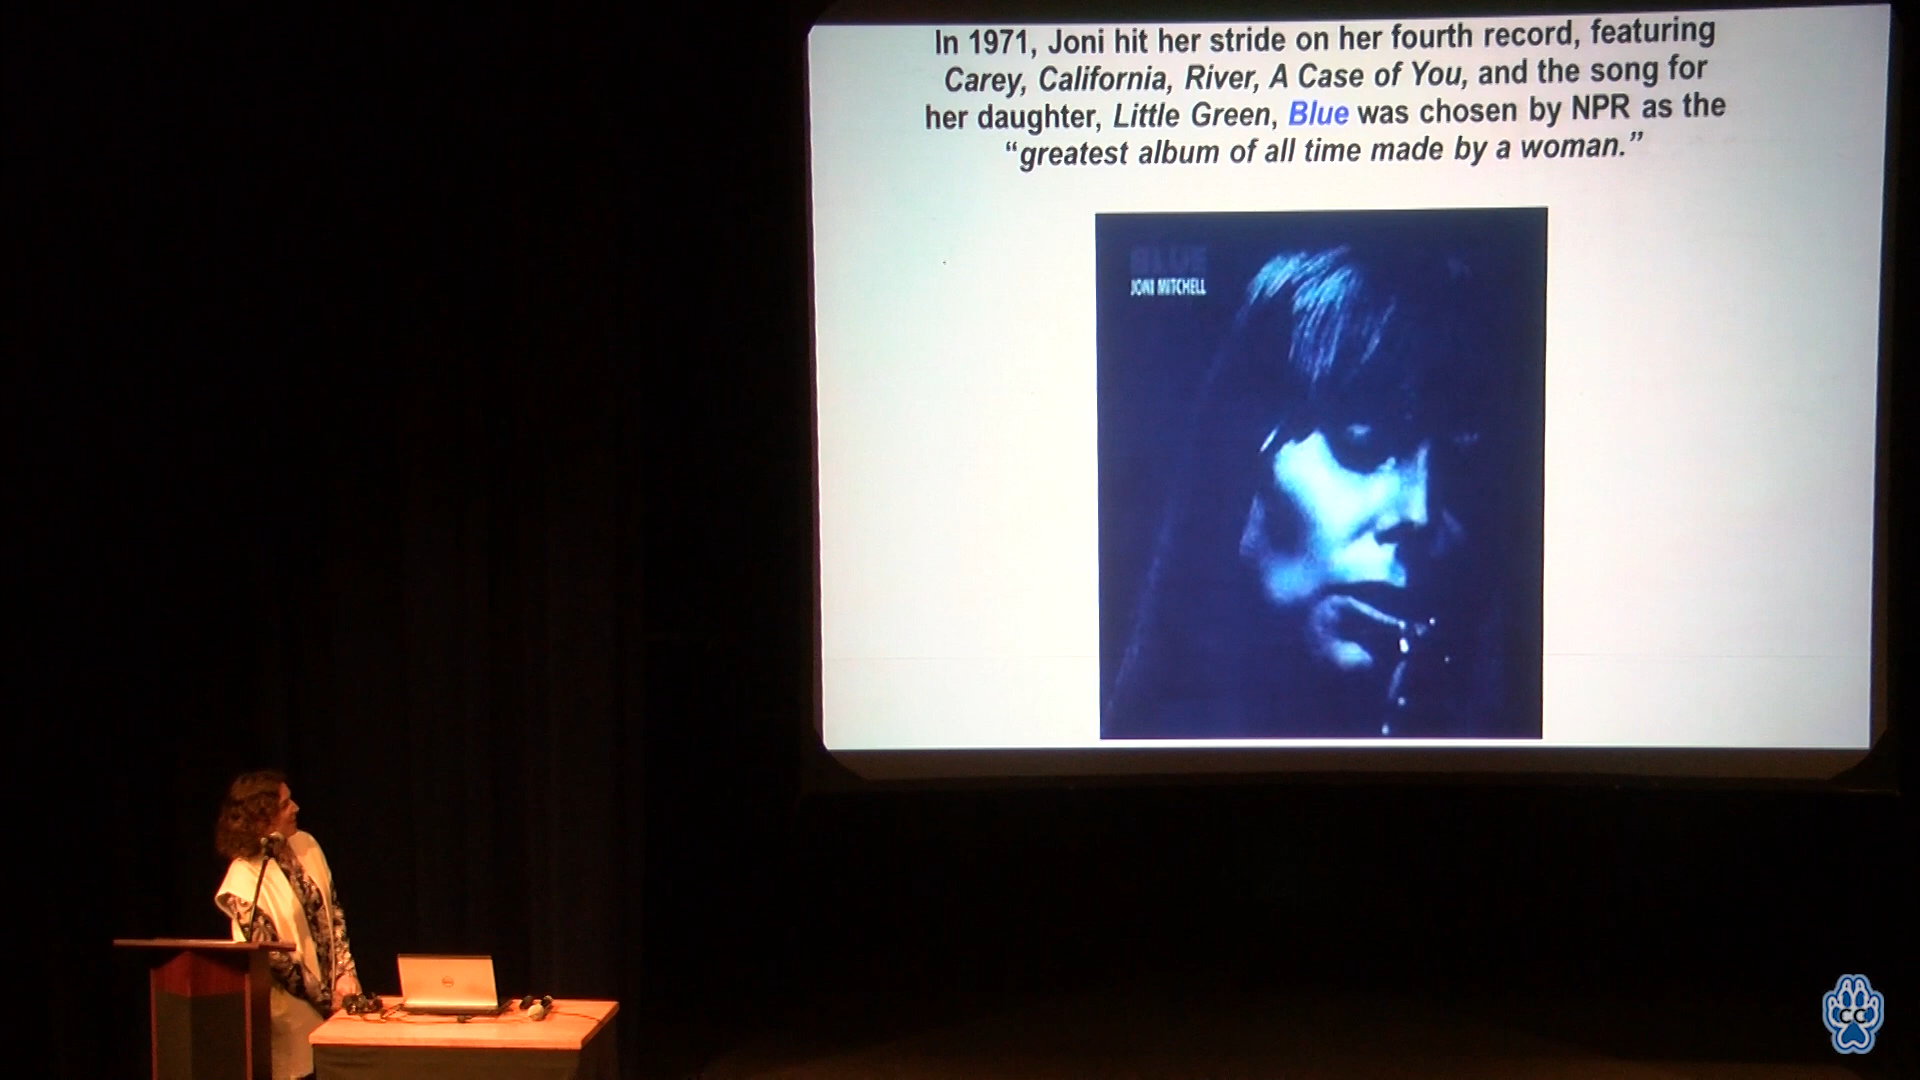 In 1971, Joni hit her stride on her fourth record, featuring
Carey, California, River, A Case of You, and the song for
her daughter, Little Green, Blue was chosen by NPR as the
“greatest album of all time made by a woman.”
BLUE
JONI MITCHELL
DELL
CC